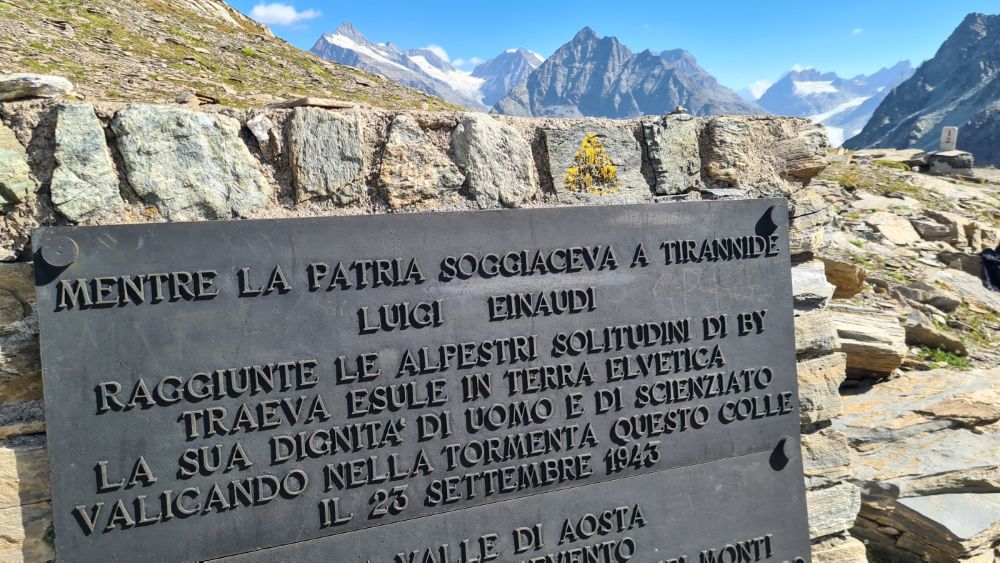 MENTRE LA PATRIA SOGGIACEVA A TIRANNIDE
LUIGI EINAUDI
RAGGIUNTE LE ALPESTRI SOLITUDINI DI BY
TRAEVA ESULE IN TERRA ELVETICA
LA SUA DIGNITA' DI UOMO E DI SCIENZIATO
VALICANDO NELLA TORMENTA QUESTO COLLE
IL 23 SETTEMBRE 1943
VALLE DI AOSTA
MONTI